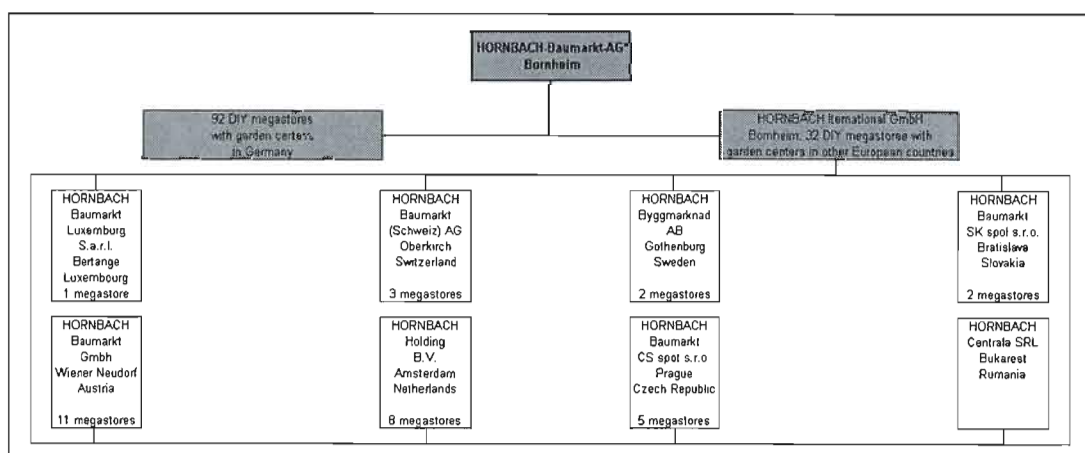 HORNBACH-Baumarkt-AG*
Bornheim
92 DIY megastores
with garden certers
in Germany
HORNBACH Iternational GmbH
Bornheim. 32 DIY megastores with
garden centers in other European countries
HORNBACH
Baumarkt
Luxemburg
S.a.r.l.
Bertange
Luxembourg
1 megastore
HORNBACH
Baumarkt
(Schweiz) AG
Oberkirch
Switzerland
3 megastores
HORNBACH
Byggmarknad
AB
Gothenburg
Sweden
2 megastores
HORNBACH
Baumarkt
SK spol s.r.o.
Bratislava
Slovakia
2 megastores
HORNBACH
Baumarkt
Gmbh
Wiener Neudorf
Austria
11 megastores
HORNBACH
Holding
B.V.
Amsterdam
Netherlands
8 megastores
HORNBACH
Baumarkt
CS spot s.r.o
Prague
Czech Republic
5 megastores
HORNBACH
Centrala SRL
Bukarest
Rumania